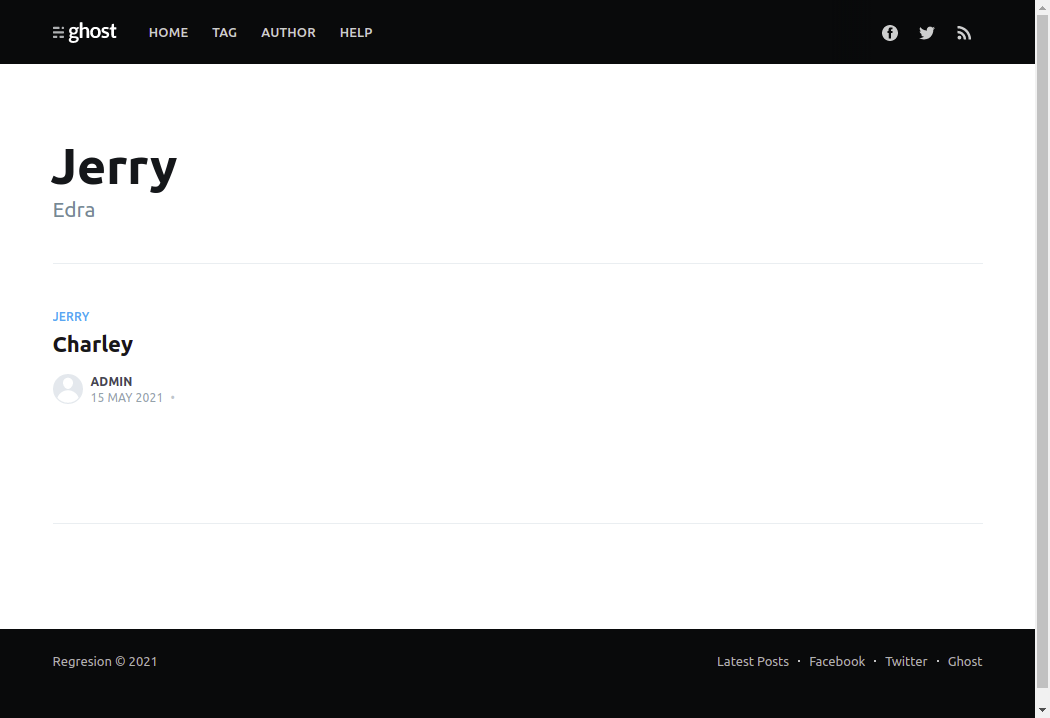 ghost HOME TAG AUTHOR HELP
Jerry
Edra
JERRY
Charley
ADMIN
15 MAY 2021 •
Regresion © 2021 Latest Posts • Facebook • Twitter • Ghost